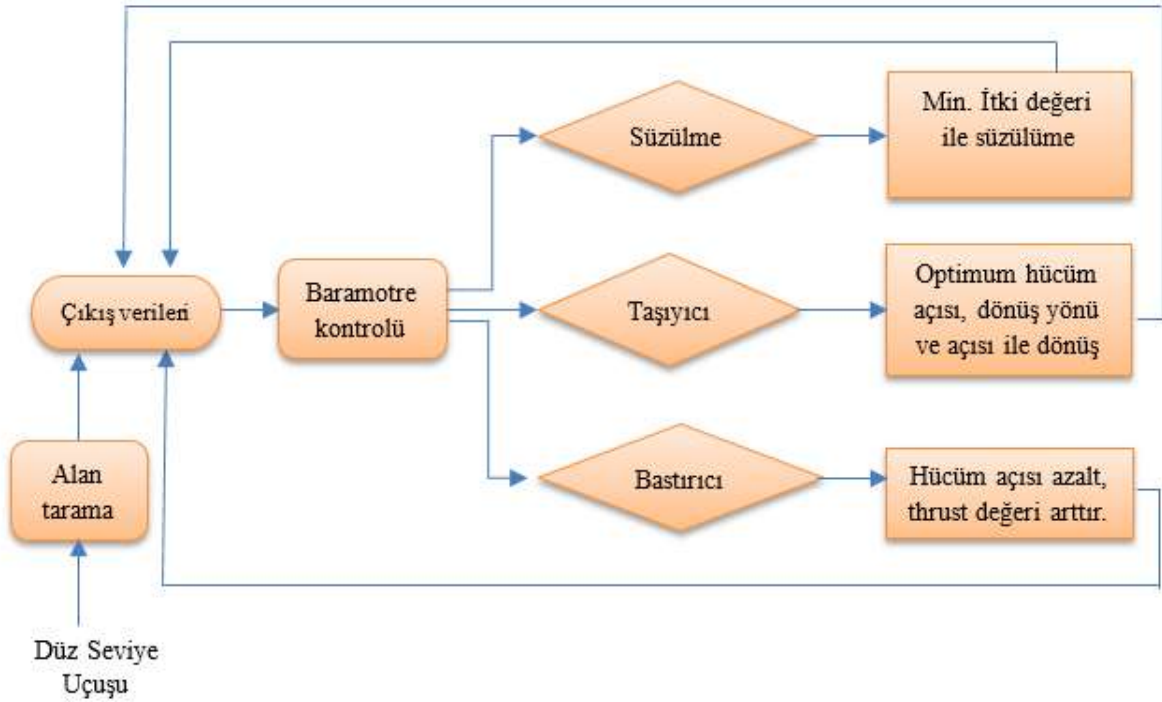 Süzülme
Min. İtki değeri
ile süzülüme
Çıkış verileri
Baramotre
kontrolü
Taşıyıcı
Optimum hücüm
açısı, dönüş yönü
ve açısı ile dönüş
Alan
tarama
Bastırıcı
Hücüm açısı azalt,
thrust değeri arttır.
Düz Seviye
Uçuşu